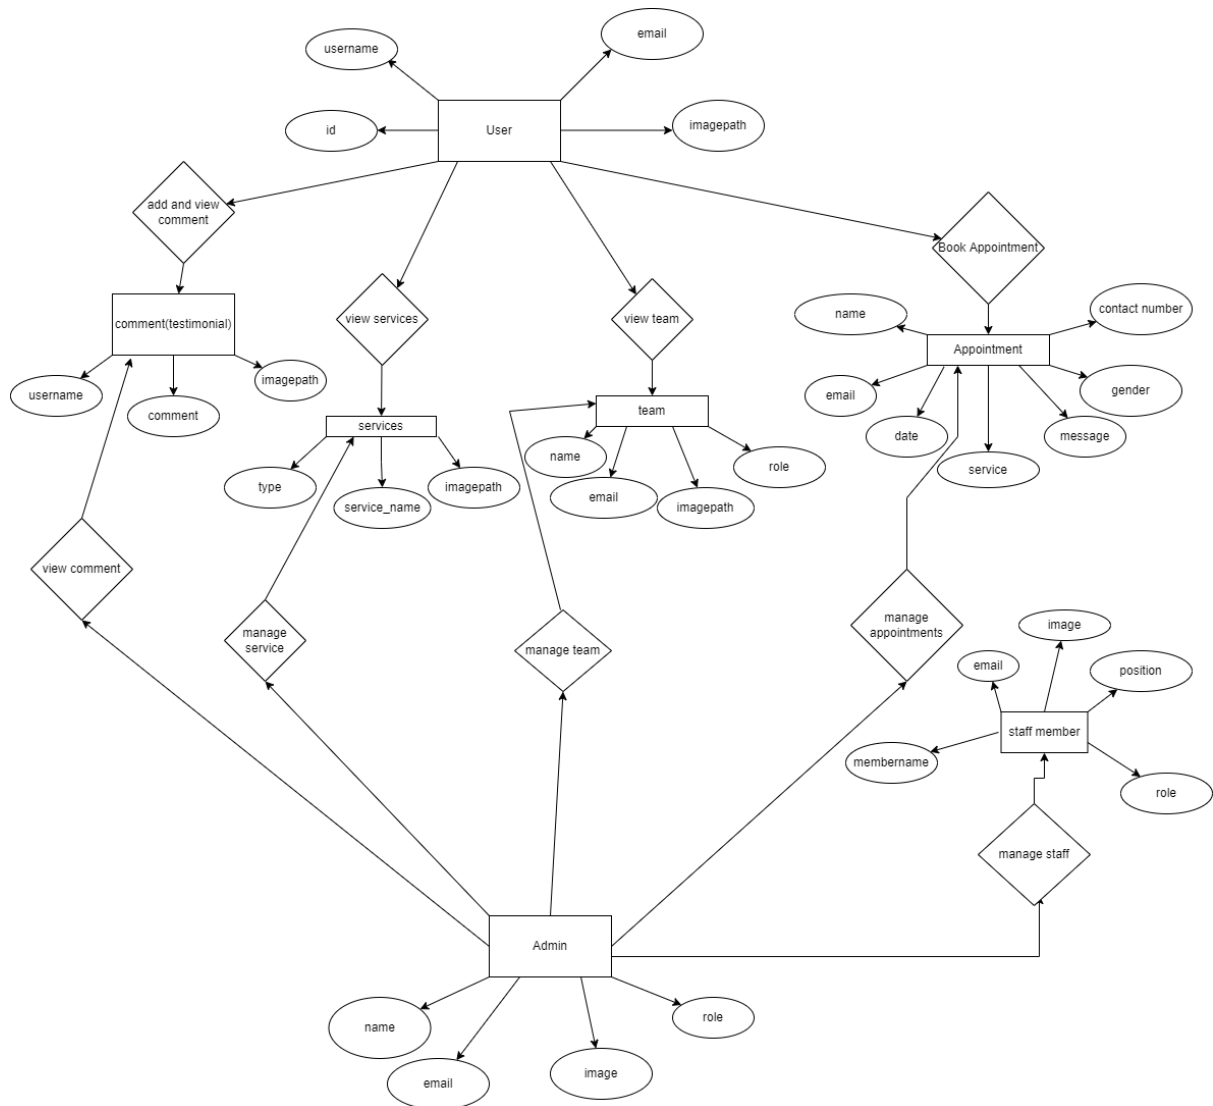 email
username
id
User
imagepath
add and view
comment
Book Appointment
comment(testimonial)
view services
view team
name
contact number
Appointment
username
comment
imagepath
services
team
email
gender
date
message
service
type
service_name
imagepath
name
email
imagepath
role
view comment
manage
service
manage team
manage
appointments
image
email
position
staff member
membername
role
manage staff
Admin
name
email
image
role